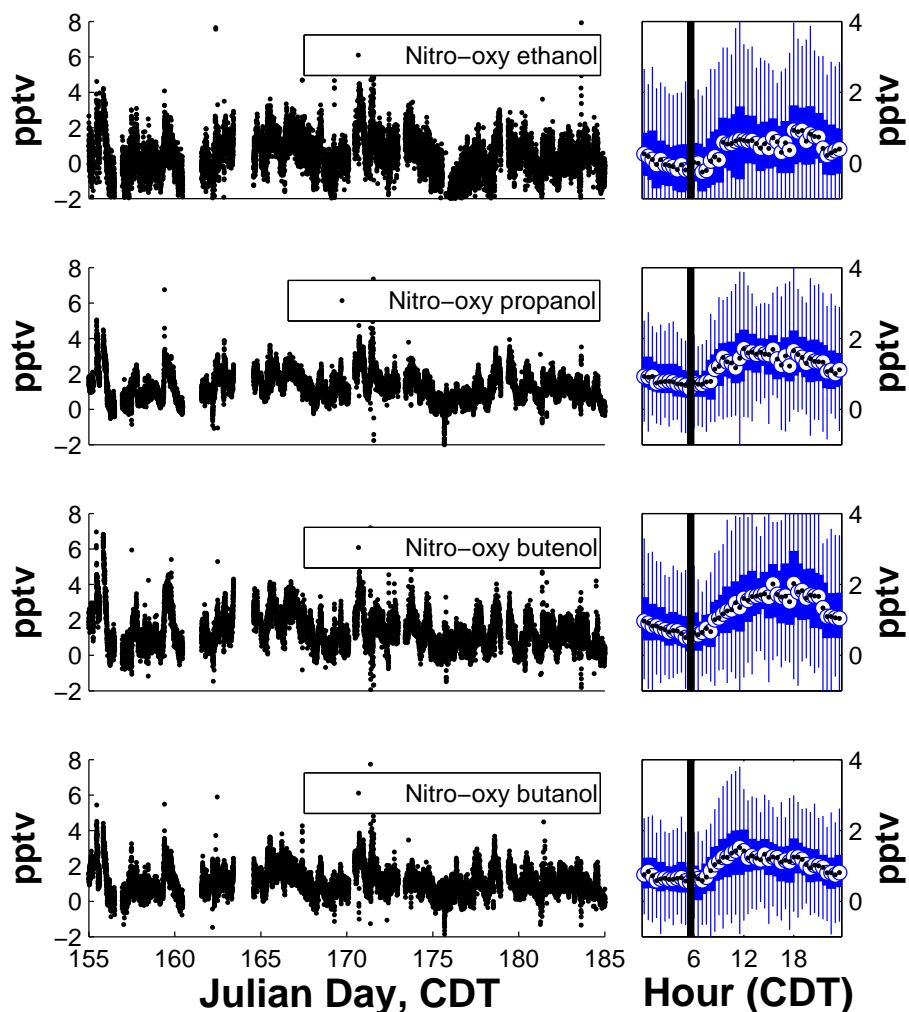 8
6
4
2
0
−2
pptv
Nitro−oxy ethanol
4
2
0
pptv
8
6
4
2
0
−2
pptv
Nitro−oxy propanol
4
2
0
pptv
8
6
4
2
0
−2
pptv
Nitro−oxy butenol
4
2
0
pptv
8
6
4
2
0
−2
pptv
Nitro−oxy butanol
4
2
0
pptv
155 160 165 170 175 180 185
6 12 18
Julian Day, CDT
Hour (CDT)